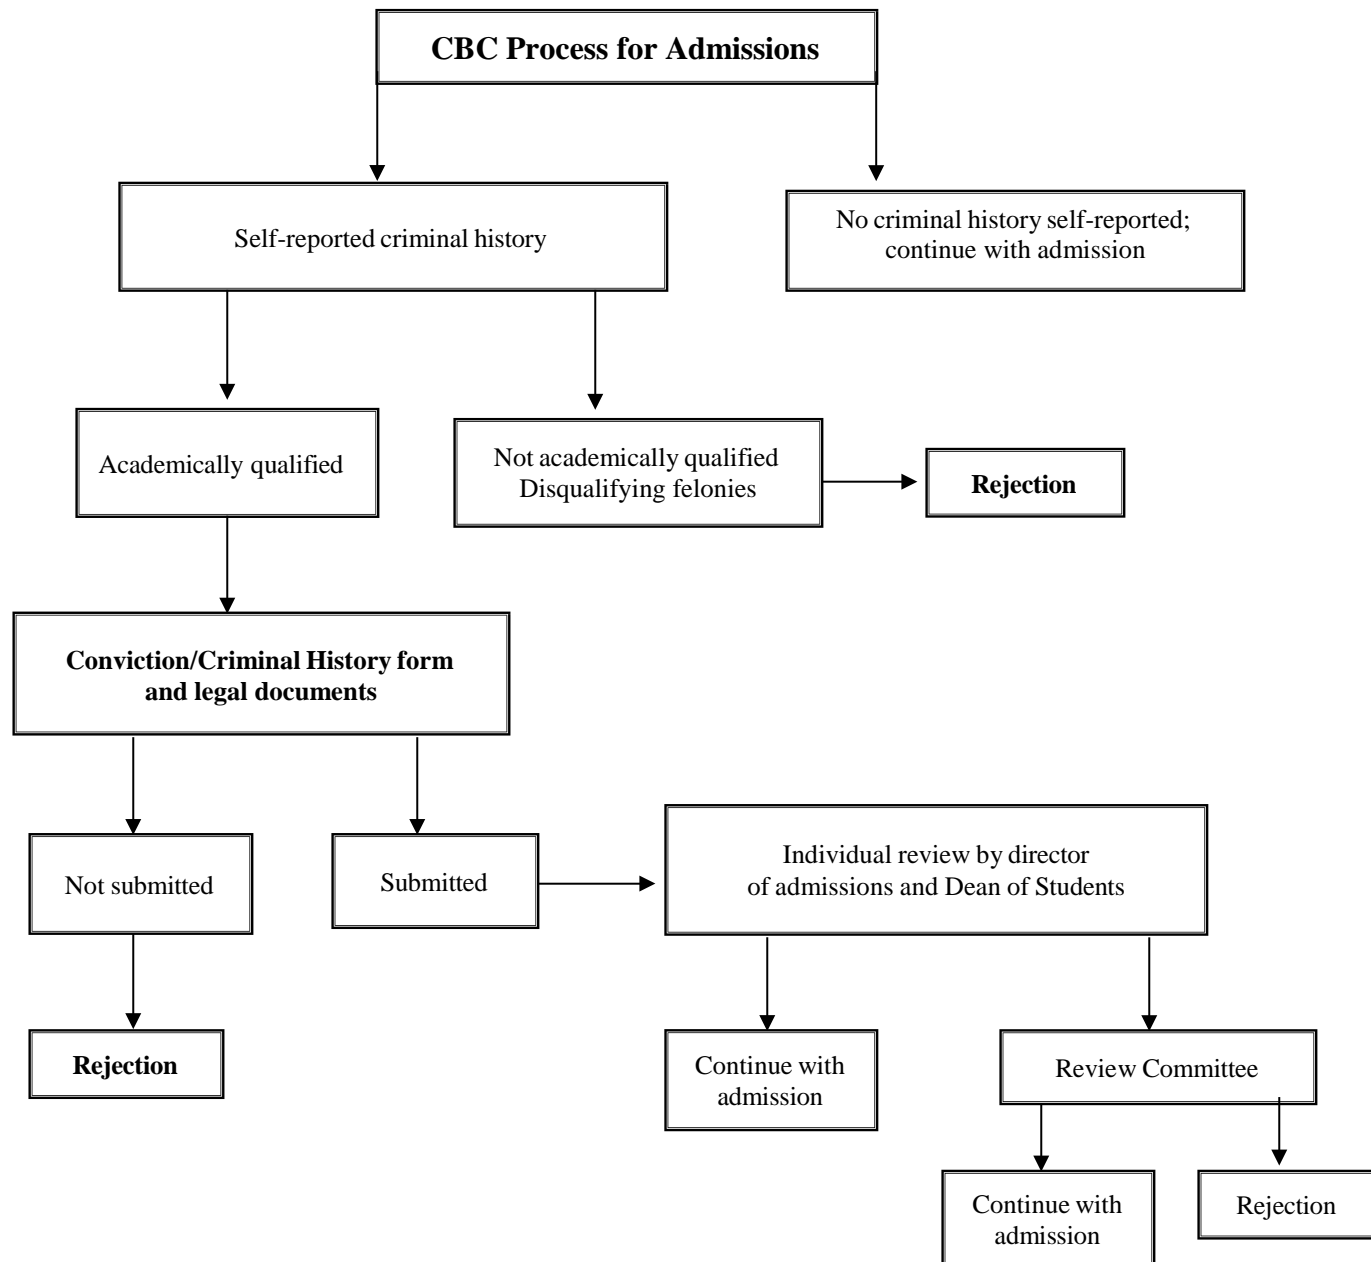 CBC Process for Admissions
Self-reported criminal history
No criminal history self-reported;
continue with admission
Academically qualified
Not academically qualified
Disqualifying felonies
Rejection
Conviction/Criminal History form
and legal documents
Not submitted
Submitted
Individual review by director
of admissions and Dean of Students
Rejection
Continue with
admission
Review Committee
Continue with
admission
Rejection